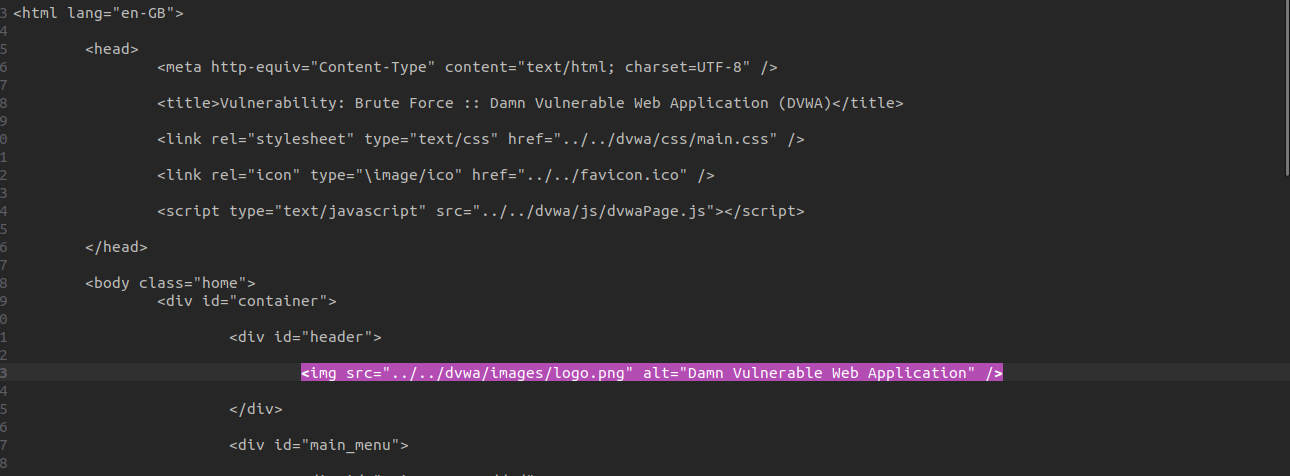 3 <html lang="en-GB">
4
5 <head>
6 <meta http-equiv="Content-Type" content="text/html; charset=UTF-8" />
7
8 <title>Vulnerability: Brute Force :: Damn Vulnerable Web Application (DVWA)</title>
9
0 <link rel="stylesheet" type="text/css" href="../../dvwa/css/main.css" />
1
2 <link rel="icon" type="\image/ico" href="../../favicon.ico" />
3
4 <script type="text/javascript" src="../../dvwa/js/dvwaPage.js"></script>
5
6 </head>
7
8 <body class="home">
9 <div id="container">
0
1 <div id="header">
2
3 <img src="../../dvwa/images/logo.png" alt="Damn Vulnerable Web Application" />
4
5 </div>
6
7 <div id="main_menu">
8